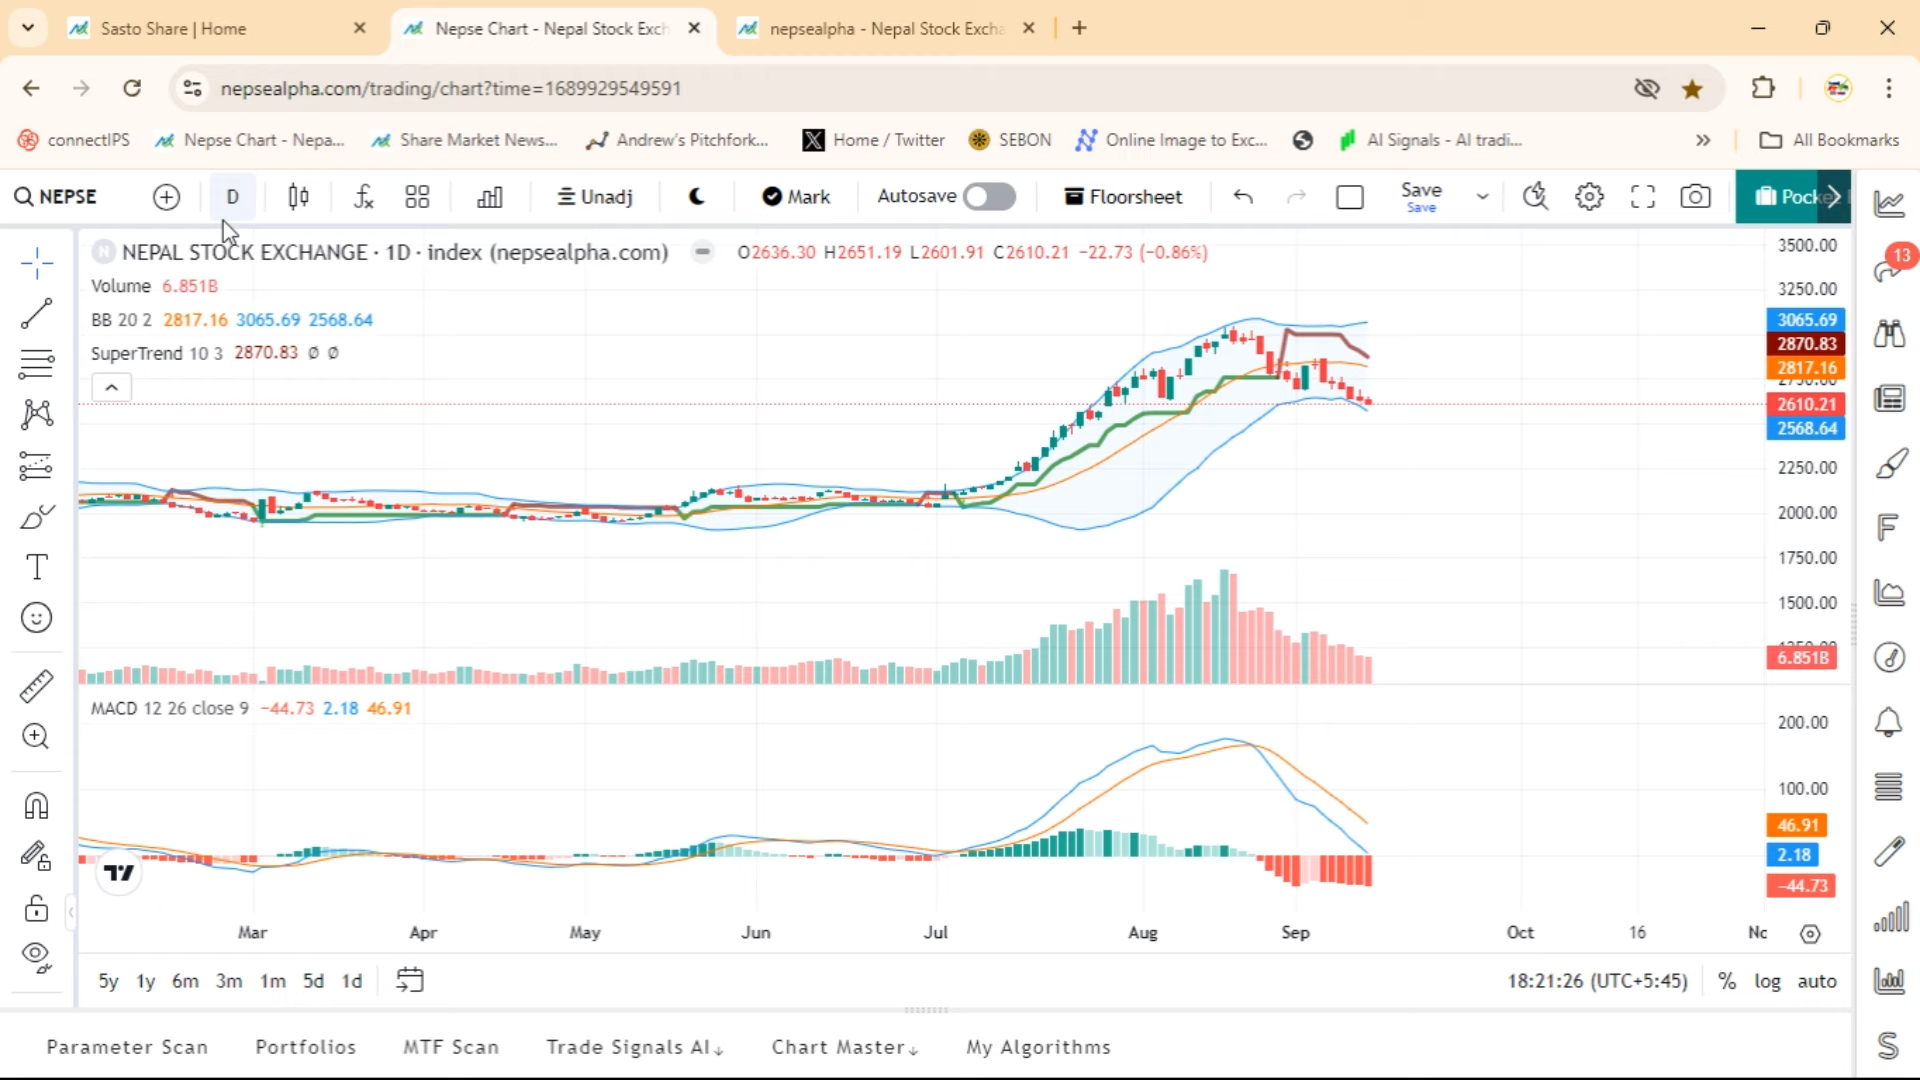 Sasto Share | Home
Nepse Chart - Nepal Stock Exch
nepsealpha - Nepal Stock Excha
nepsealpha.com/trading/chart?time=1689929549591
connectIPS
Nepse Chart - Nepa...
Share Market News...
Andrew's Pitchfork...
Home / Twitter
SEBON
Online Image to Exc...
AI Signals - AI tradi...
All Bookmarks
NEPSE
D
Unadj
Mark
Autosave
Floorsheet
Save
Save
Pocke
NEPAL STOCK EXCHANGE · 1D · index (nepsealpha.com)
O2636.30 H2651.19 L2601.91 C2610.21 −22.73 (−0.86%)
Volume 6.851B
BB 20 2 2817.16 3065.69 2568.64
SuperTrend 10 3 2870.83 ∅ ∅
3500.00
3250.00
3065.69
2870.83
2817.16
2750.00
2610.21
2568.64
2250.00
2000.00
1750.00
1500.00
6.851B
13
F
MACD 12 26 close 9 −44.73 2.18 46.91
200.00
100.00
46.91
2.18
−44.73
Mar Apr May Jun Jul Aug Sep Oct 16 Nc
5y 1y 6m 3m 1m 5d 1d
18:21:26 (UTC+5:45) % log auto
Parameter Scan Portfolios MTF Scan Trade Signals AI↓ Chart Master↓ My Algorithms
S